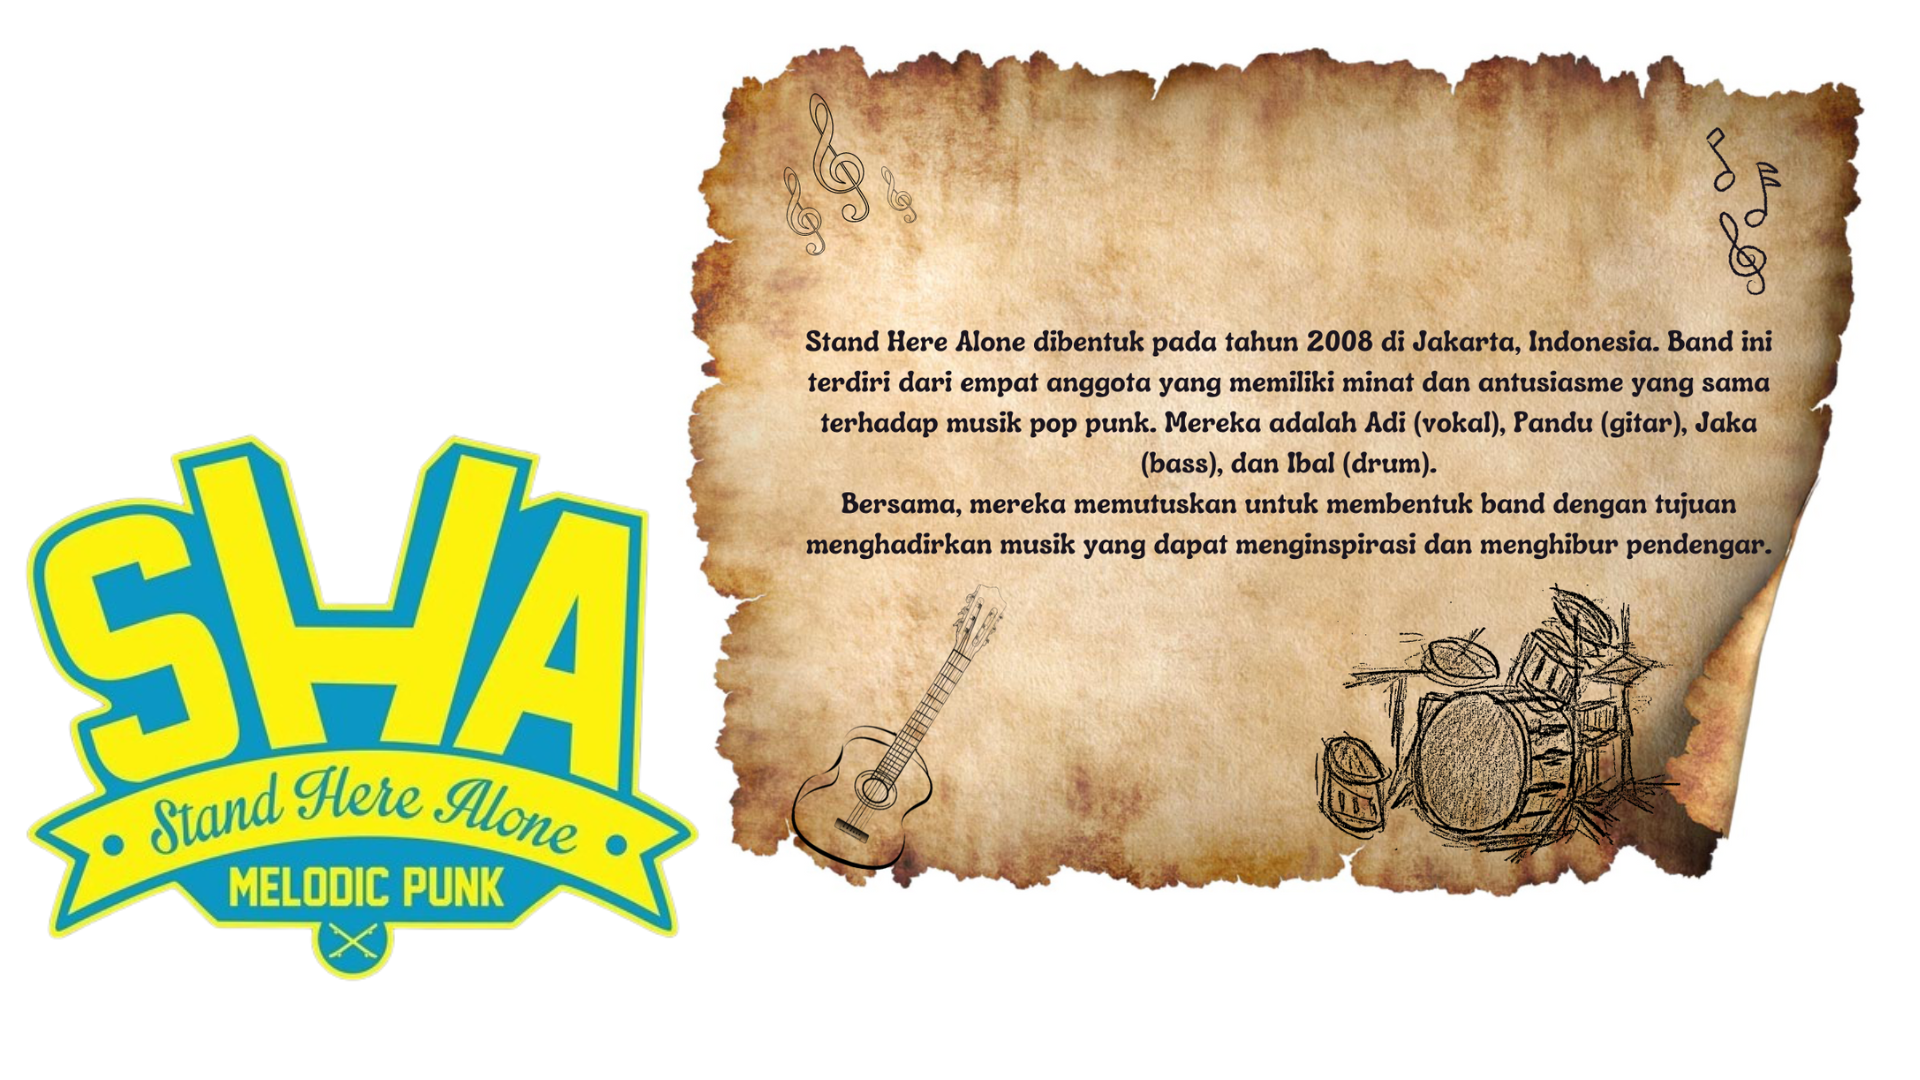 SHA
Stand Here Alone
MELODIC PUNK
Stand Here Alone dibentuk pada tahun 2008 di Jakarta, Indonesia. Band ini
terdiri dari empat anggota yang memiliki minat dan antusiasme yang sama
terhadap musik pop punk. Mereka adalah Adi (vokal), Pandu (gitar), Jaka
(bass), dan Ibal (drum).
Bersama, mereka memutuskan untuk membentuk band dengan tujuan
menghadirkan musik yang dapat menginspirasi dan menghibur pendengar.